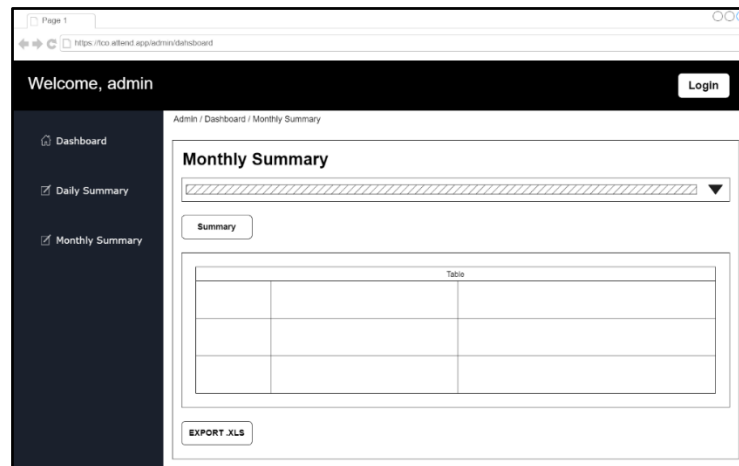 Page 1
https://lco.attend.app/admin/dahsboard
Welcome, admin
Login
Admin / Dashboard / Monthly Summary
Dashboard
Daily Summary
Monthly Summary
Monthly Summary
Summary
Table
EXPORT .XLS